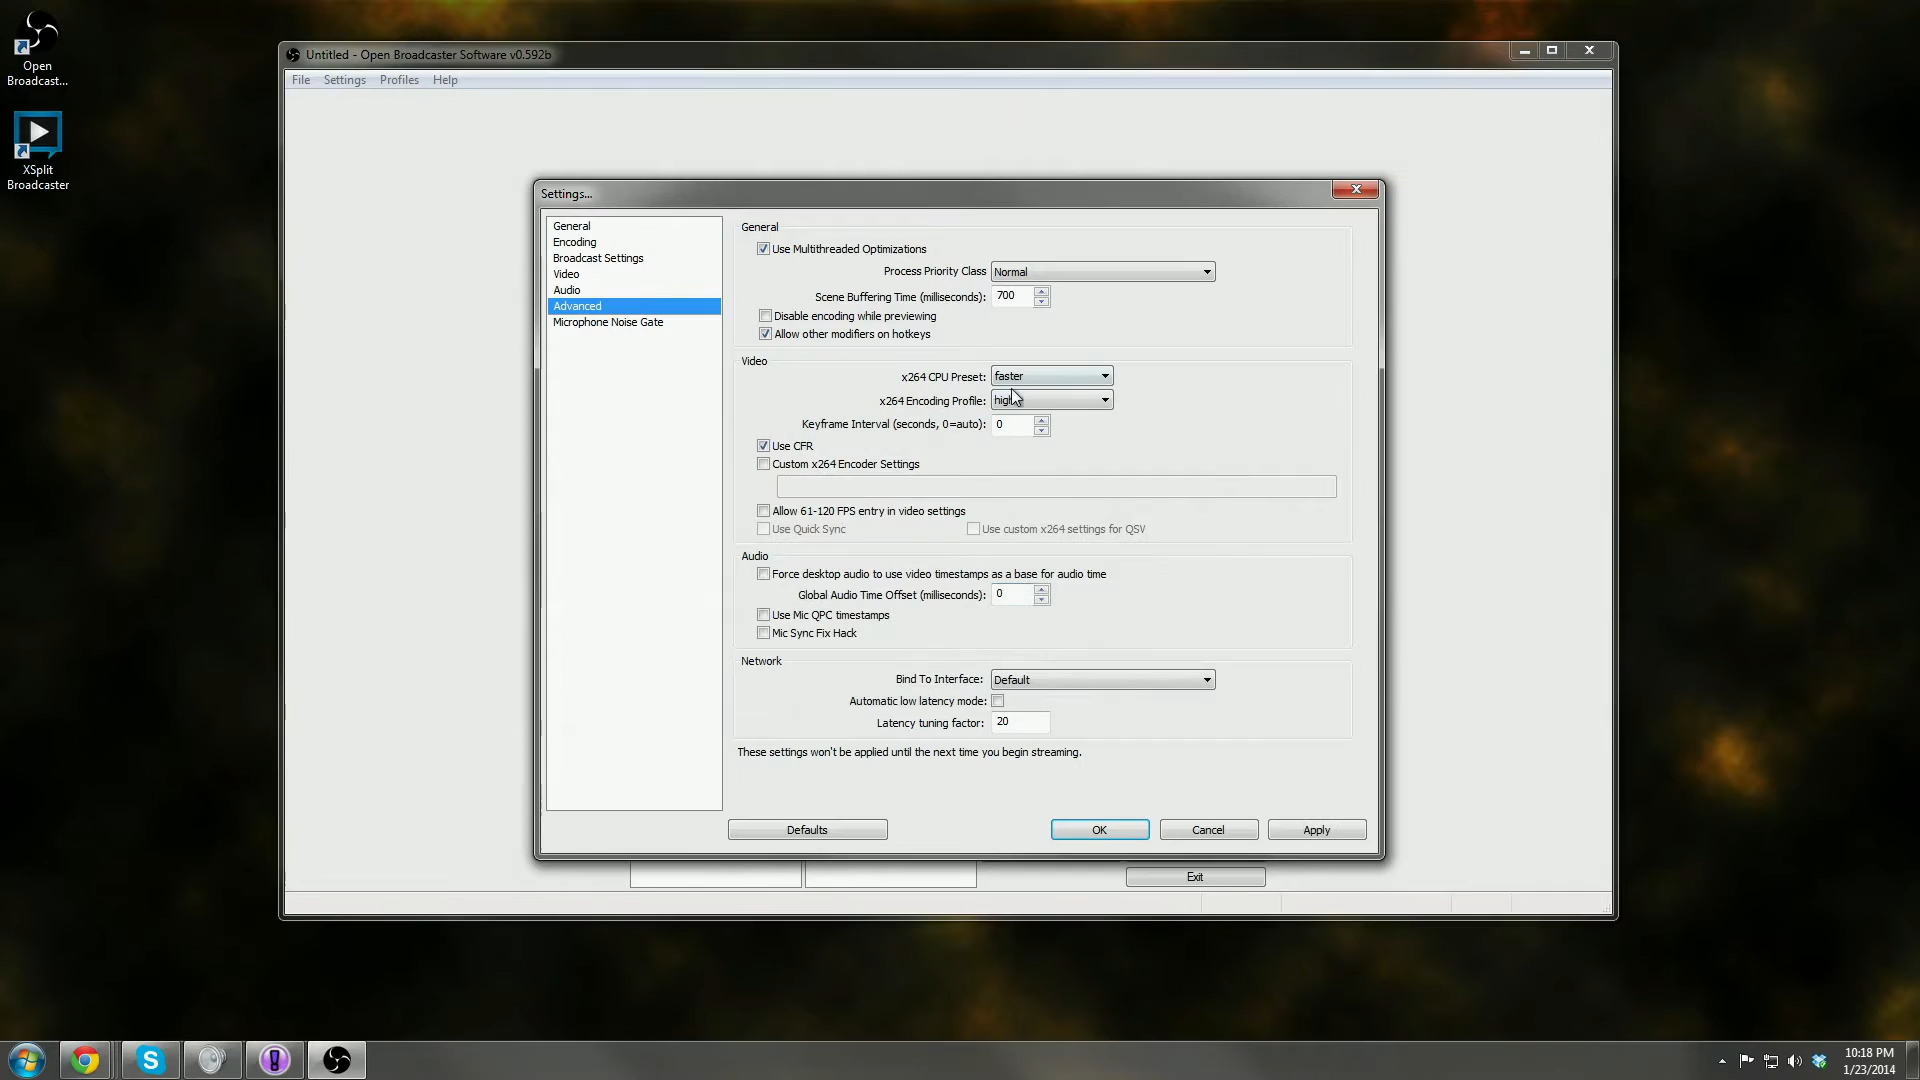 Open
Broadcast...
XSplit
Broadcaster
Untitled - Open Broadcaster Software v0.592b
File Settings Profiles Help
Settings...
General
Encoding
Broadcast Settings
Video
Audio
Advanced
Microphone Noise Gate
General
Use Multithreaded Optimizations
Process Priority Class Normal
Scene Buffering Time (milliseconds): 700
Disable encoding while previewing
Allow other modifiers on hotkeys
Video
x264 CPU Preset: faster
x264 Encoding Profile: high
Keyframe Interval (seconds, 0=auto): 0
Use CFR
Custom x264 Encoder Settings
Allow 61-120 FPS entry in video settings
Use Quick Sync Use custom x264 settings for QSV
Audio
Force desktop audio to use video timestamps as a base for audio time
Global Audio Time Offset (milliseconds): 0
Use Mic QPC timestamps
Mic Sync Fix Hack
Network
Bind To Interface: Default
Automatic low latency mode:
Latency tuning factor: 20
These settings won't be applied until the next time you begin streaming.
Defaults OK Cancel Apply
Exit
10:18 PM
1/23/2014